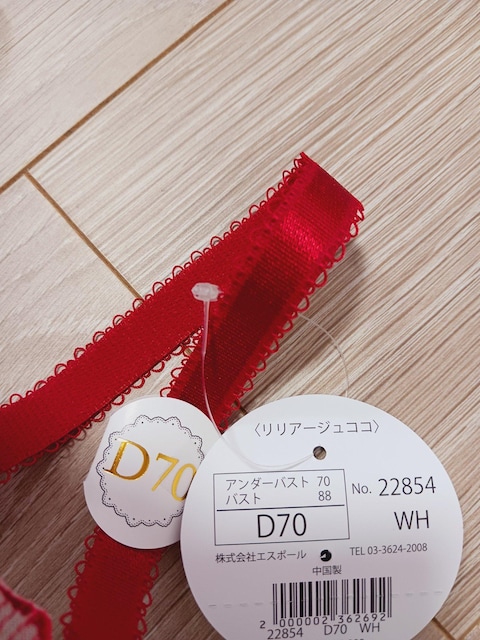 D70
〈リリアージュココ〉
アンダーバスト 70
バスト 88
D70
No. 22854
WH
株式会社エスポール
TEL 03-3624-2008
中国製
2 000002 362692
22854 D70 WH